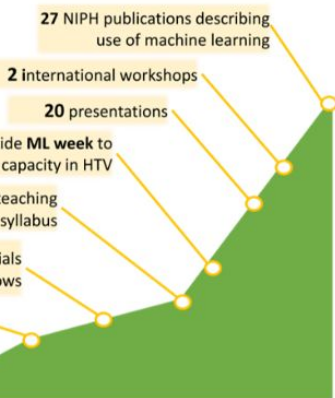 27 NIPH publications describing
use of machine learning
2 international workshops
20 presentations
ide ML week to
capacity in HTV
eaching
syllabus
ials
ows